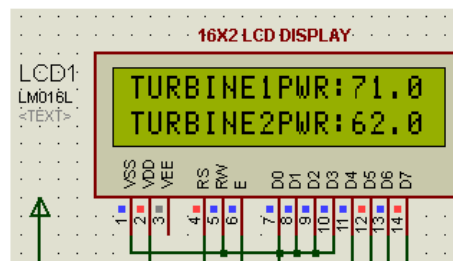 16X2 LCD DISPLAY
LCD1
LM016L
<TEXT>
TURBINE1PWR:71.0
TURBINE2PWR:62.0
VSS VDD VEE RS RW E D0 D1 D2 D3 D4 D5 D6 D7
1 2 3 4 5 6 7 8 9 10 11 12 13 14